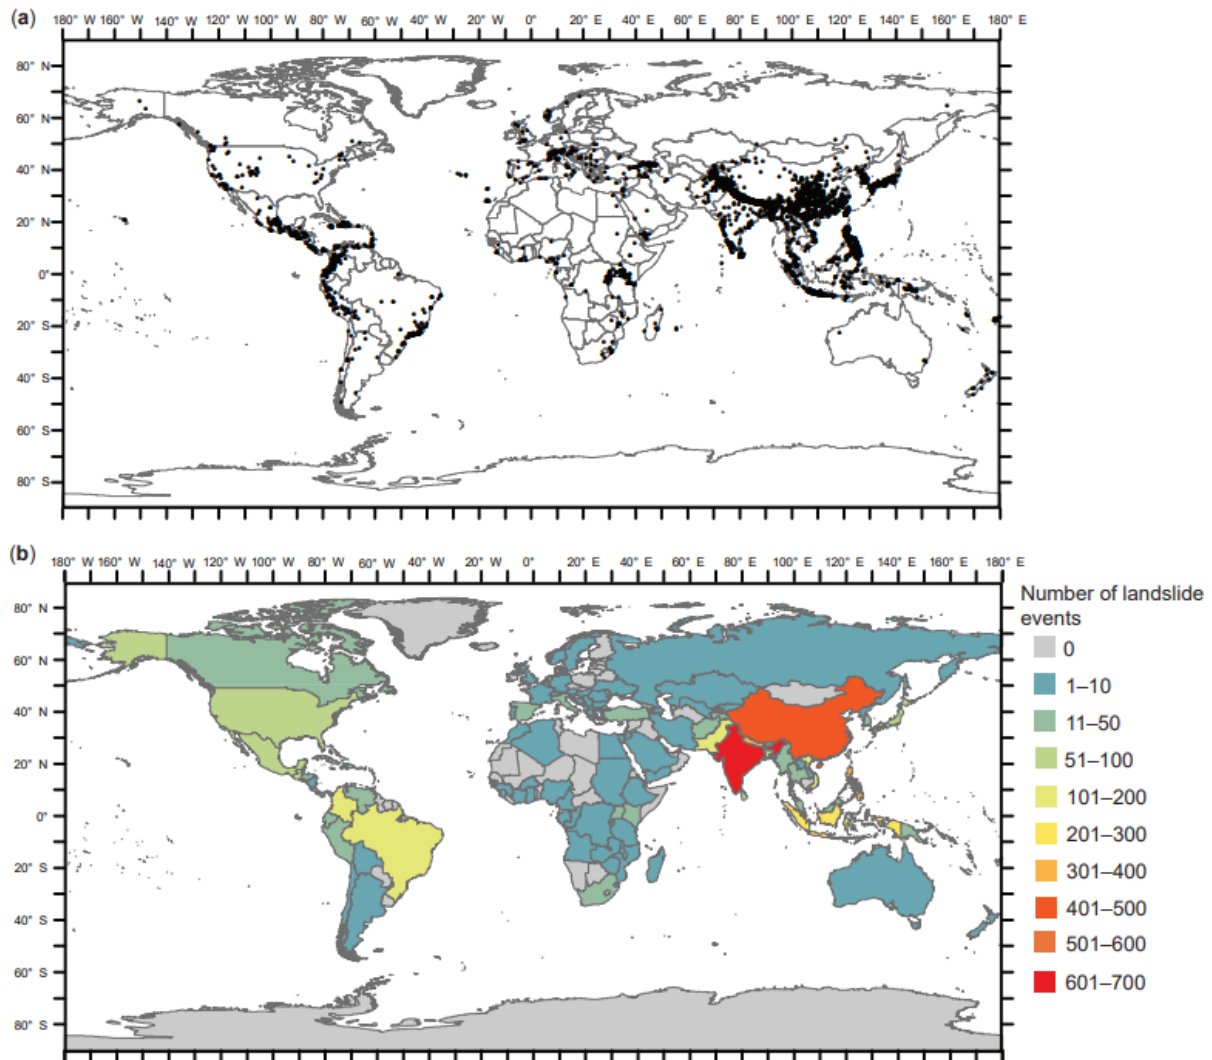 (a)
180° W 160° W 140° W 120° W 100° W 80° W 60° W 40° W 20° W 0° 20° E 40° E 60° E 80° E 100° E 120° E 140° E 160° E 180° E
80° N
60° N
40° N
20° N
0°
20° S
40° S
60° S
80° S
(b)
180° W 160° W 140° W 120° W 100° W 80° W 60° W 40° W 20° W 0° 20° E 40° E 60° E 80° E 100° E 120° E 140° E 160° E 180° E
80° N
60° N
40° N
20° N
0°
20° S
40° S
60° S
80° S
Number of landslide
events
0
1–10
11–50
51–100
101–200
201–300
301–400
401–500
501–600
601–700